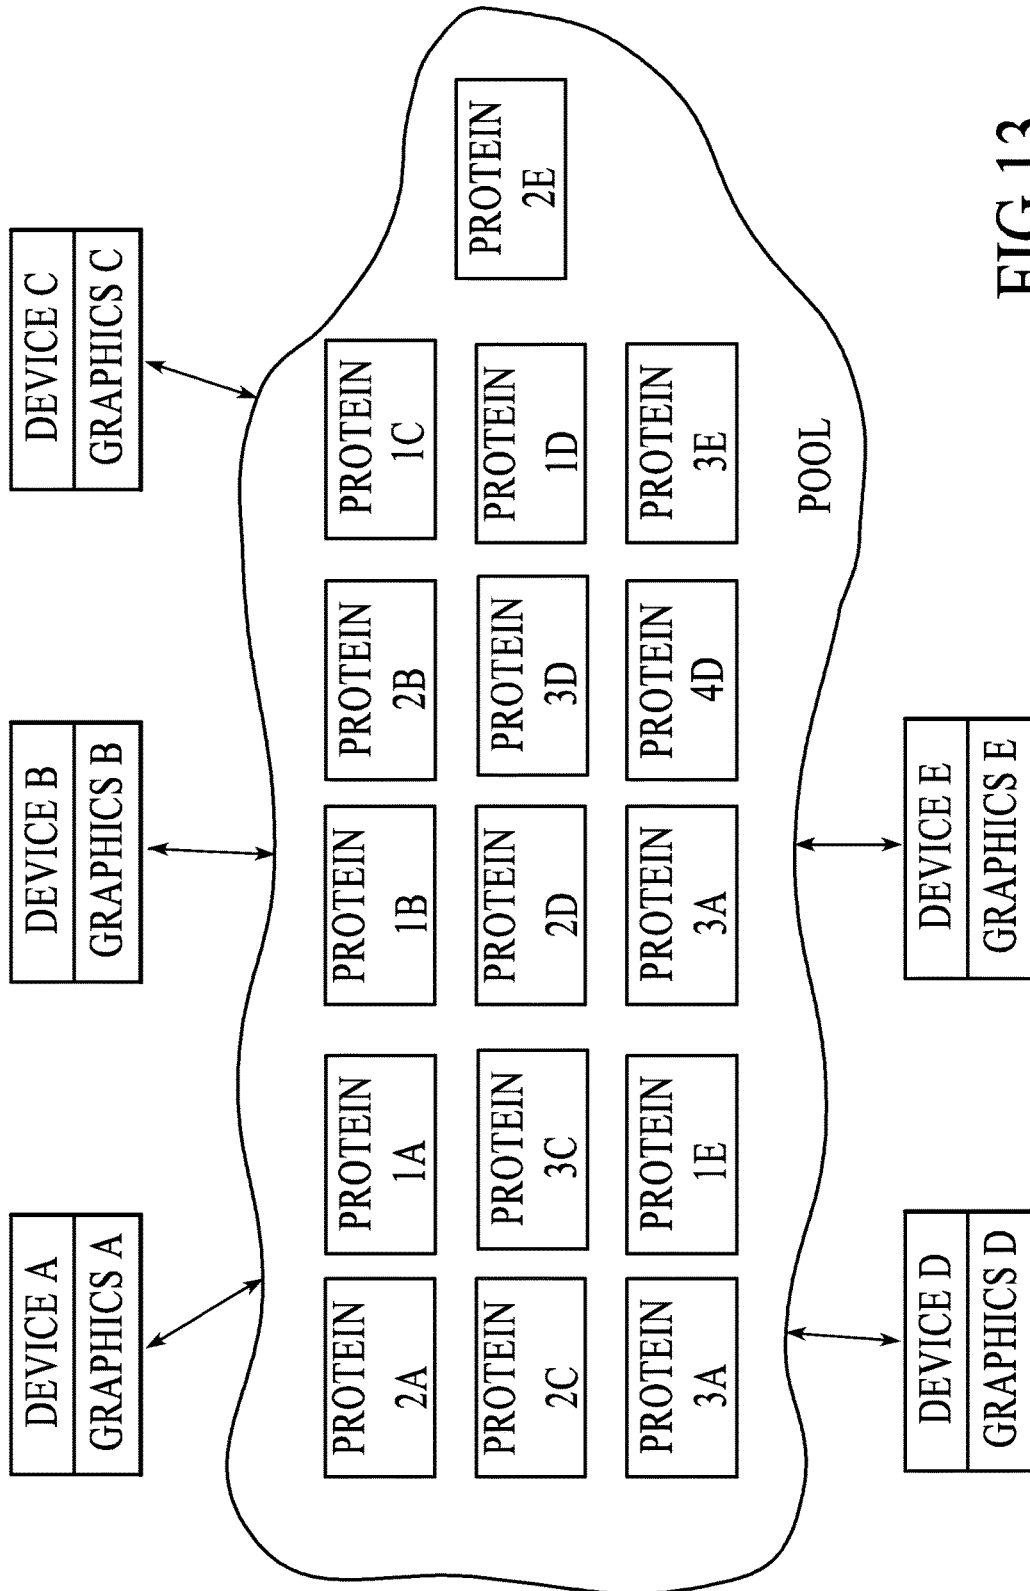 DEVICE A
GRAPHICS A
DEVICE B
GRAPHICS B
DEVICE C
GRAPHICS C
PROTEIN
2A
PROTEIN
1A
PROTEIN
1B
PROTEIN
2B
PROTEIN
1C
PROTEIN
2C
PROTEIN
3C
PROTEIN
2D
PROTEIN
3D
PROTEIN
1D
PROTEIN
2E
PROTEIN
3A
PROTEIN
1E
PROTEIN
3A
PROTEIN
4D
PROTEIN
3E
POOL
DEVICE D
GRAPHICS D
DEVICE E
GRAPHICS E
FIG.13